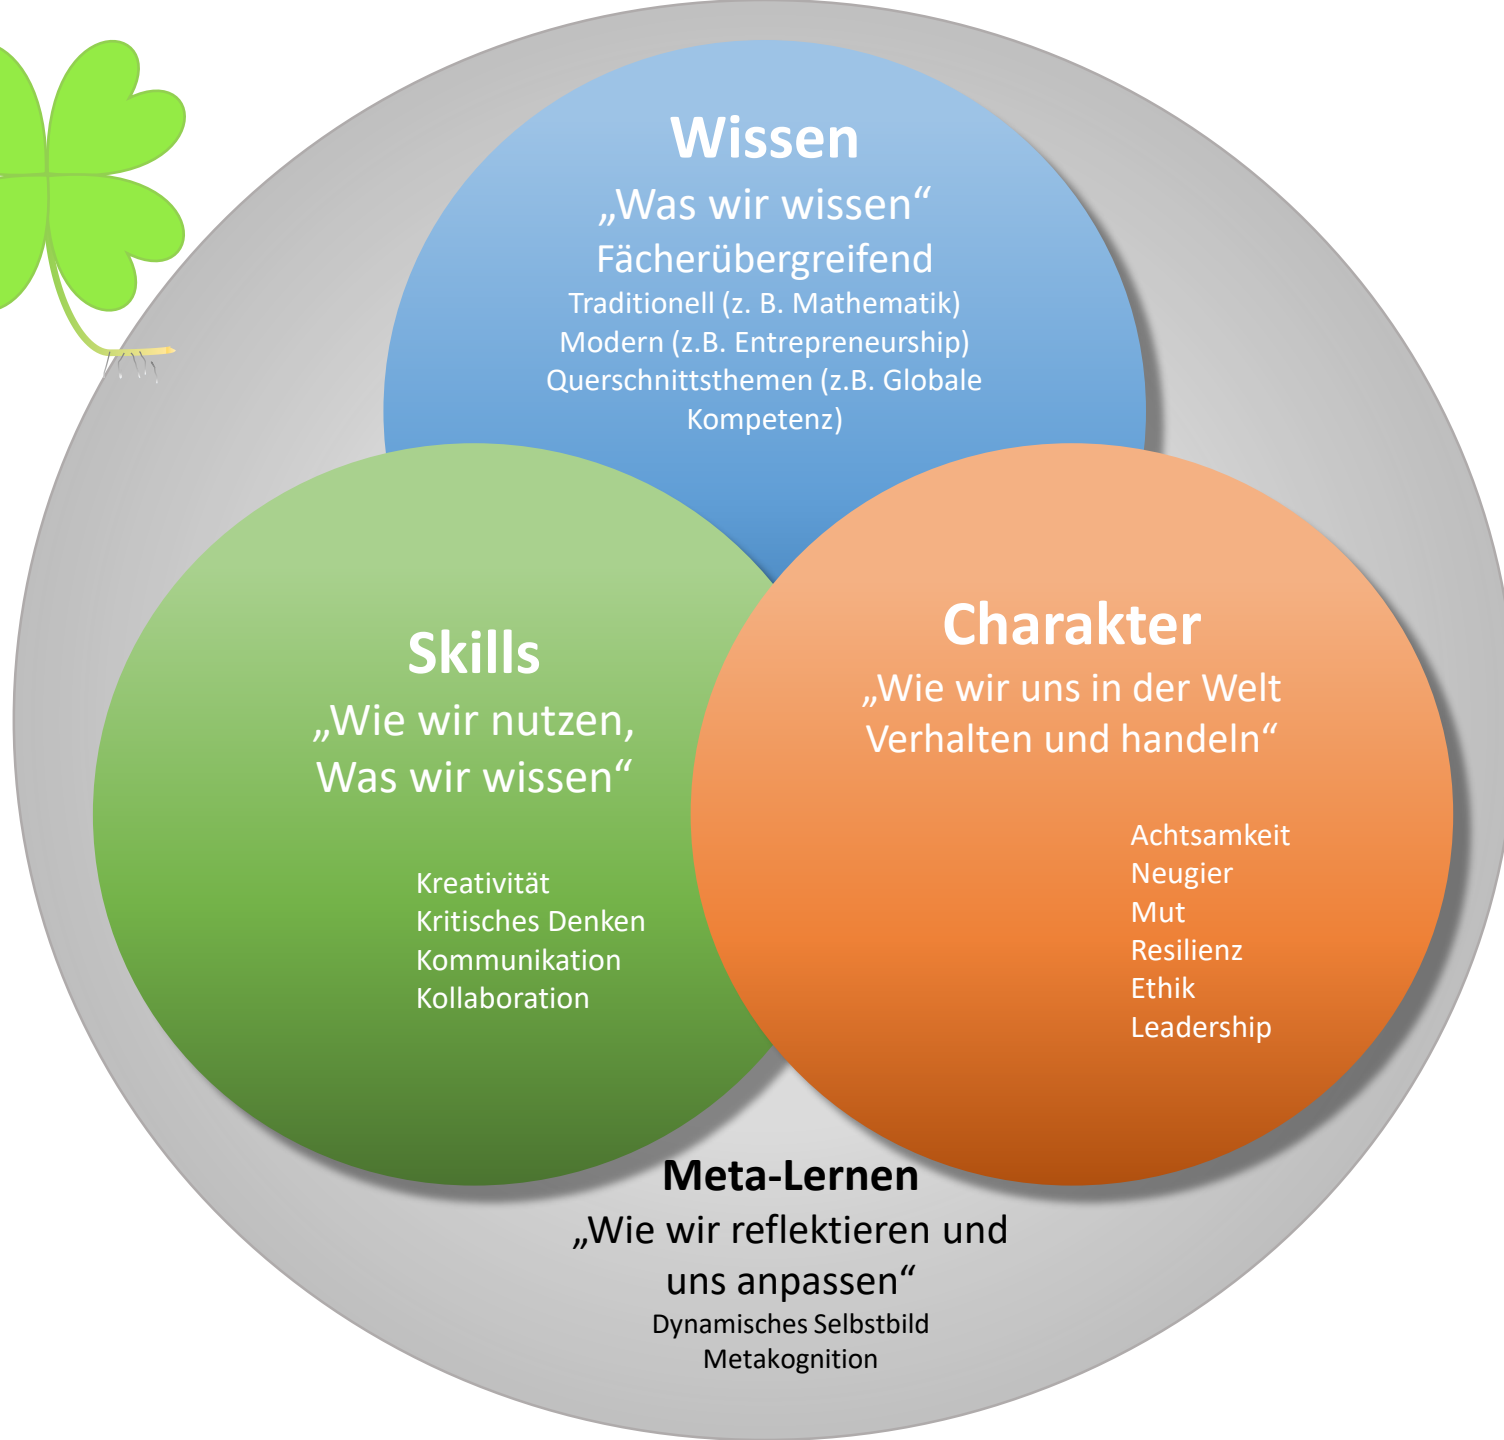 Wissen
„Was wir wissen“
Fächerübergreifend
Traditionell (z. B. Mathematik)
Modern (z.B. Entrepreneurship)
Querschnittsthemen (z.B. Globale
Kompetenz)
Skills
„Wie wir nutzen,
Was wir wissen“
Kreativität
Kritisches Denken
Kommunikation
Kollaboration
Charakter
„Wie wir uns in der Welt
Verhalten und handeln“
Achtsamkeit
Neugier
Mut
Resilienz
Ethik
Leadership
Meta-Lernen
„Wie wir reflektieren und
uns anpassen“
Dynamisches Selbstbild
Metakognition